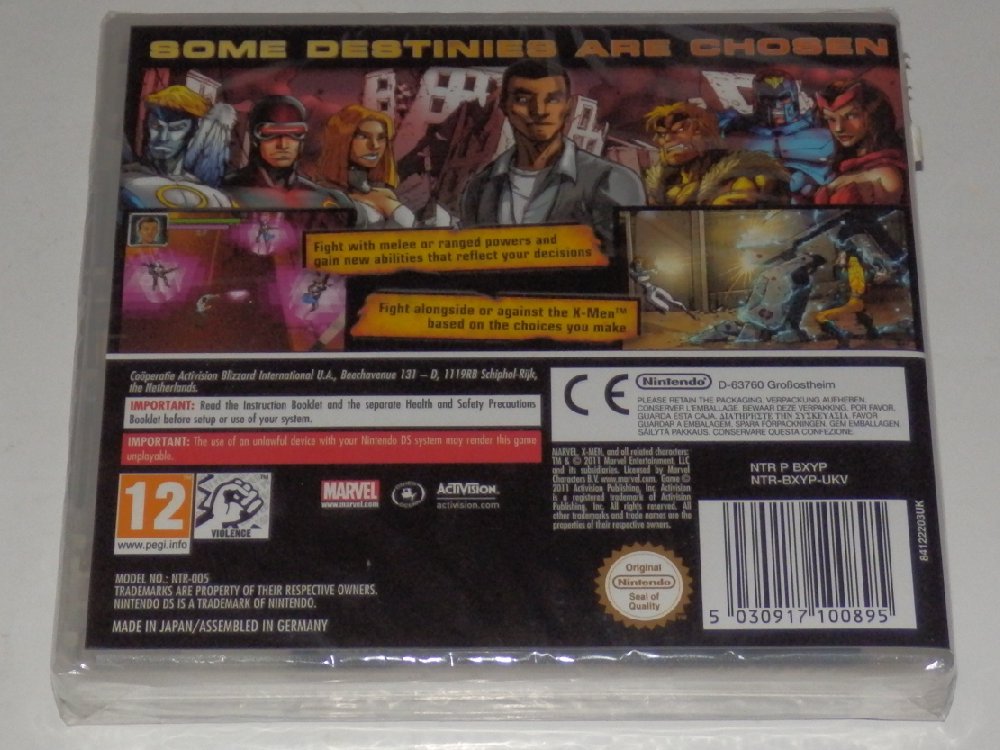 SOME DESTINIES ARE CHOSEN
Fight with melee or ranged powers and
gain new abilities that reflect your decisions
Fight alongside or against the X-Men™
based on the choices you make
Coöperatie Activision Blizzard International U.A., Beechavenue 131 – D, 1119RB Schiphol-Rijk,
the Netherlands.
IMPORTANT: Read the Instruction Booklet and the separate Health and Safety Precautions
Booklet before setup or use of your system.
IMPORTANT: The use of an unlawful device with your Nintendo DS system may render this game
unplayable.
12
www.pegi.info
VIOLENCE
MARVEL
www.marvel.com
ACTIVISION
activision.com
MODEL NO.: NTR-005
TRADEMARKS ARE PROPERTY OF THEIR RESPECTIVE OWNERS.
NINTENDO DS IS A TRADEMARK OF NINTENDO.
MADE IN JAPAN/ASSEMBLED IN GERMANY
CE
Nintendo D-63760 Großostheim
PLEASE RETAIN THE PACKAGING. VERPACKUNG AUFHEBEN.
CONSERVER L'EMBALLAGE. BEWAAR DEZE VERPAKKING. POR FAVOR,
GUARDA ESTA CAJA. ΔΙΑΤΗΡΗΣΤΕ ΤΗΝ ΣΥΣΚΕΥΑΣΙΑ. FAVOR
GUARDAR A EMBALAGEM. SPARA FÖRPACKNINGEN. GEM EMBALLAGEN.
SÄILYTÄ PAKKAUS. CONSERVARE QUESTA CONFEZIONE.
MARVEL, X-MEN, and all related characters:
TM & © 2011 Marvel Entertainment, LLC
and its subsidiaries. Licensed by Marvel
Characters B.V. www.marvel.com. Game ©
2011 Activision Publishing, Inc. Activision
is a registered trademark of Activision
Publishing, Inc. All rights reserved. All
other trademarks and trade names are the
properties of their respective owners.
NTR P BXYP
NTR-BXYP-UKV
84122203UK
Original
Nintendo
Seal of
Quality
5 030917 100895